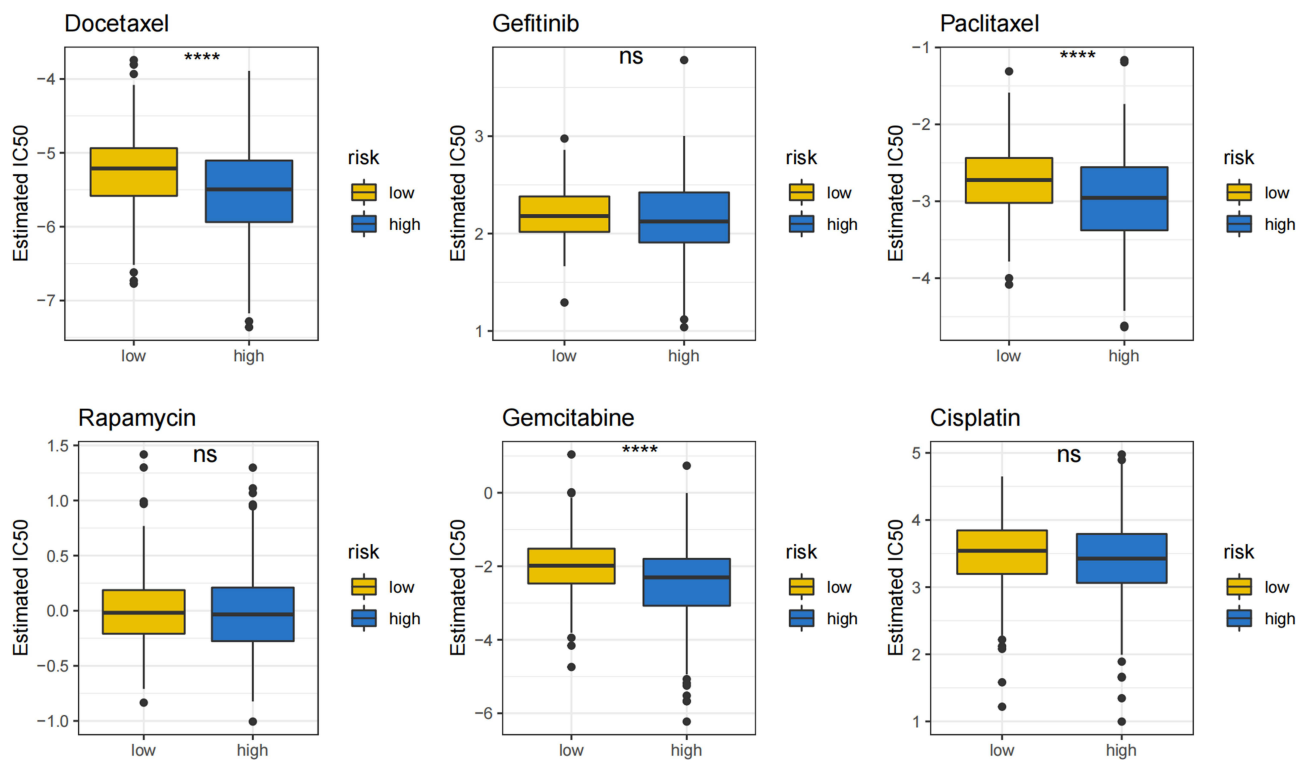 Docetaxel
****
Estimated IC50
−4
−5
−6
−7
low
high
risk
low
high
Gefitinib
ns
Estimated IC50
3
2
1
low
high
risk
low
high
Paclitaxel
****
Estimated IC50
−1
−2
−3
−4
low
high
risk
low
high
Rapamycin
ns
Estimated IC50
1.5
1.0
0.5
0.0
−0.5
−1.0
low
high
risk
low
high
Gemcitabine
****
Estimated IC50
0
−2
−4
−6
low
high
risk
low
high
Cisplatin
ns
Estimated IC50
5
4
3
2
1
low
high
risk
low
high